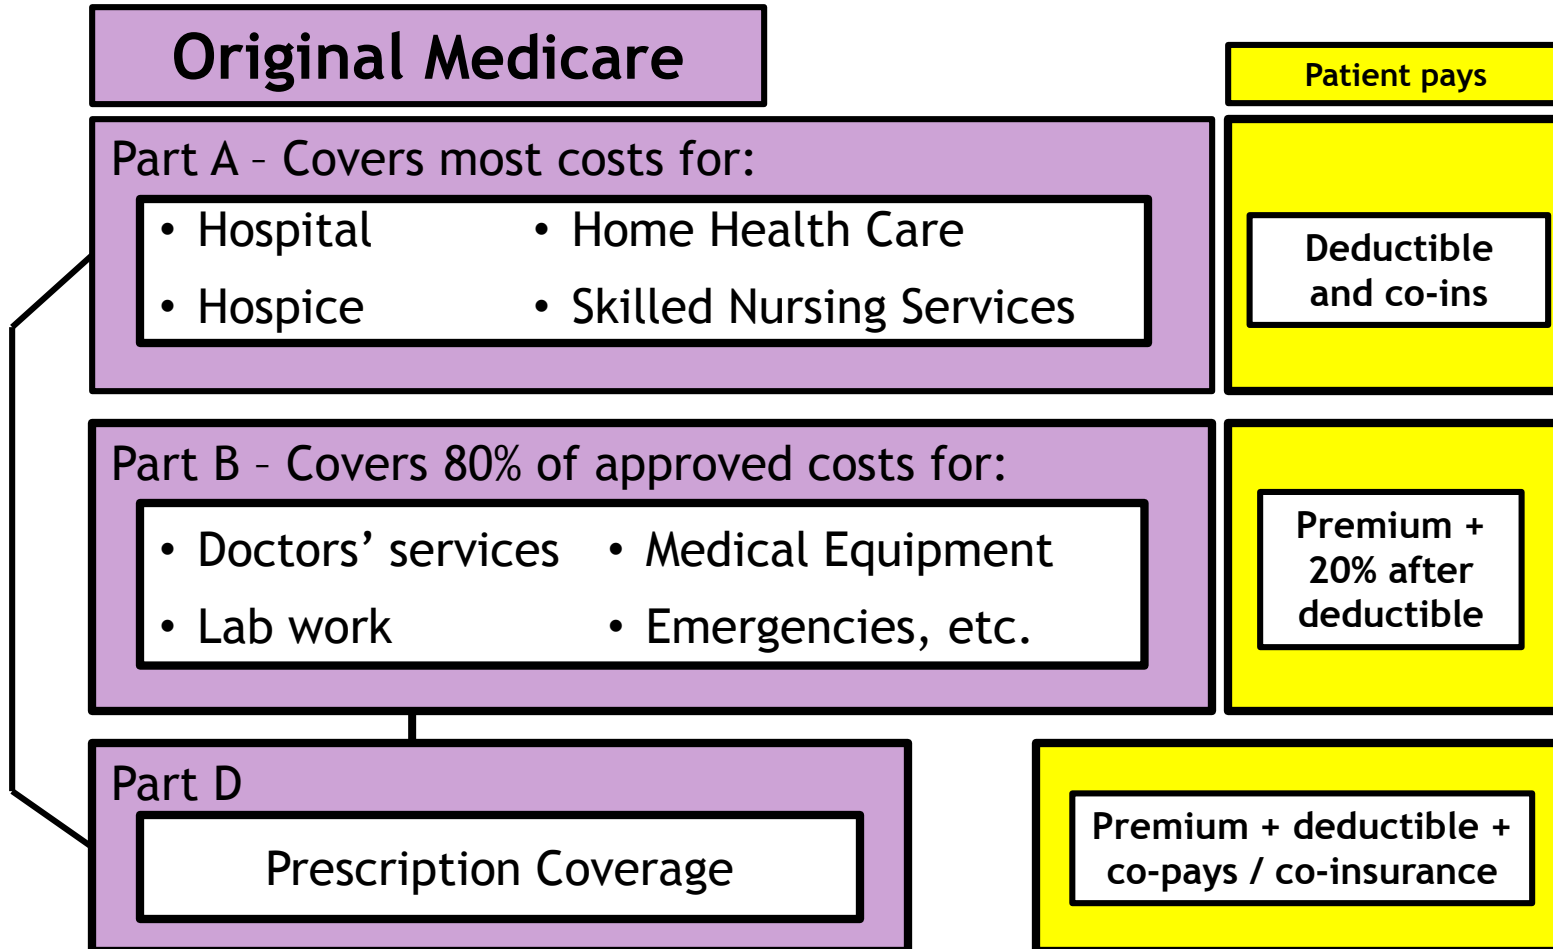 Original Medicare
Patient pays
Part A – Covers most costs for:
• Hospital
• Home Health Care
• Hospice
• Skilled Nursing Services
Deductible
and co-ins
Part B – Covers 80% of approved costs for:
• Doctors’ services
• Medical Equipment
• Lab work
• Emergencies, etc.
Premium +
20% after
deductible
Part D
Prescription Coverage
Premium + deductible +
co-pays / co-insurance